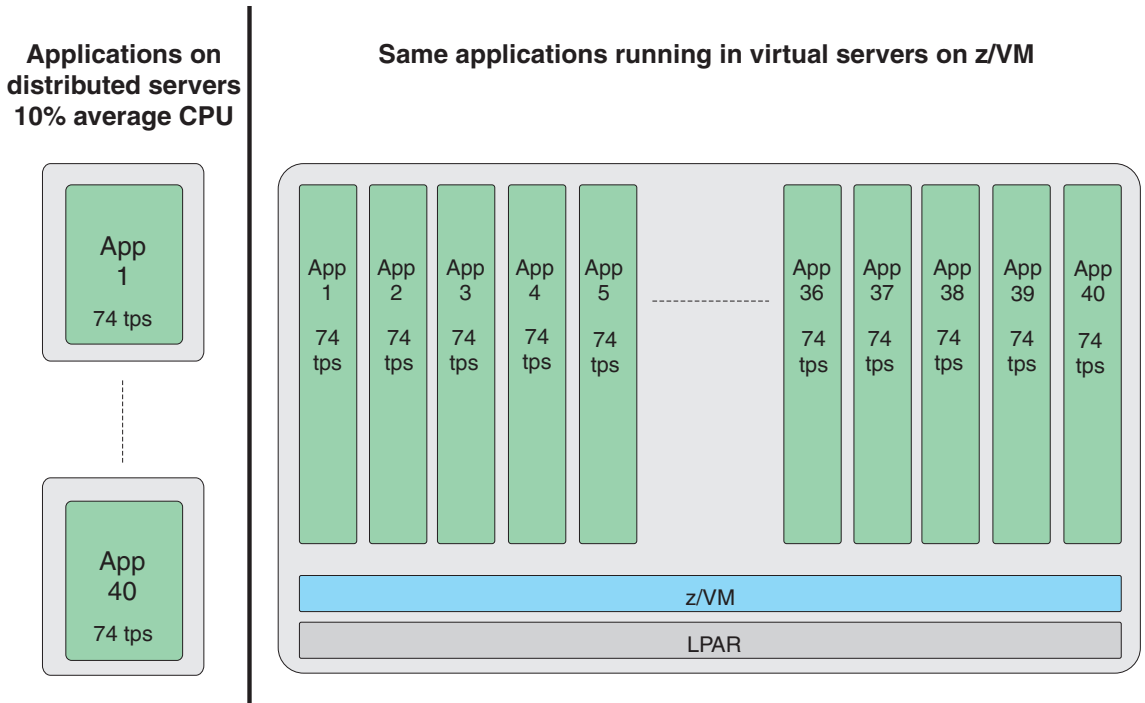 Applications on
distributed servers
10% average CPU
App
1
74 tps
App
40
74 tps
Same applications running in virtual servers on z/VM
App
1
74
tps
App
2
74
tps
App
3
74
tps
App
4
74
tps
App
5
74
tps
App
36
74
tps
App
37
74
tps
App
38
74
tps
App
39
74
tps
App
40
74
tps
z/VM
LPAR